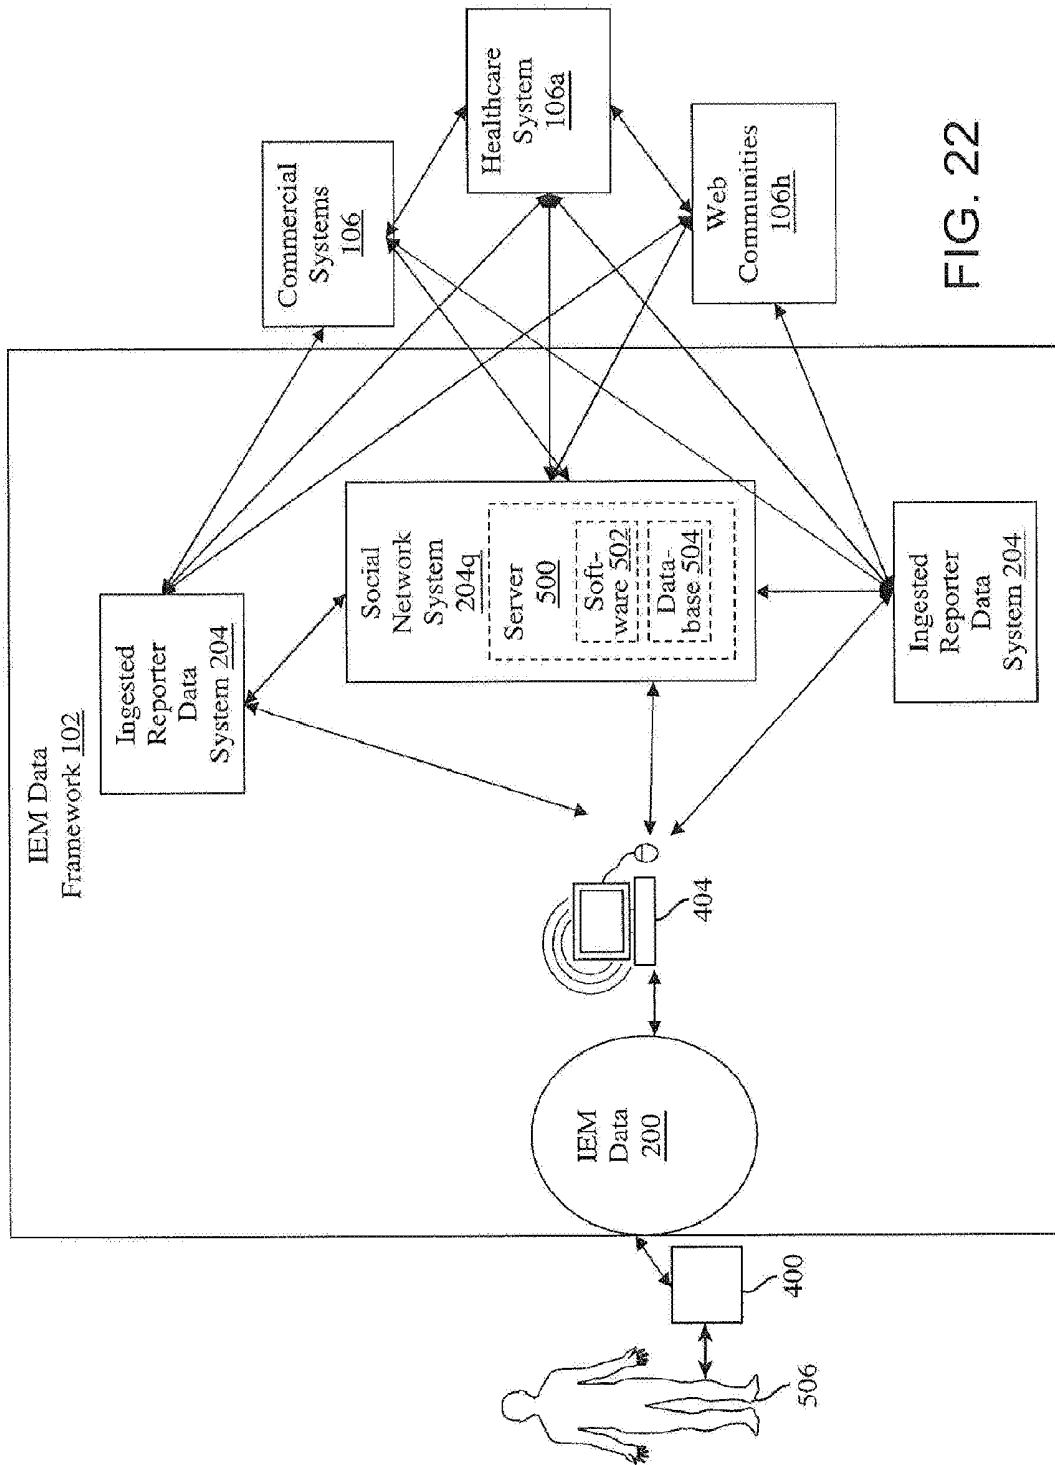 IEM Data
Framework 102
Ingested
Reporter
Data
System 204
Commercial
Systems
106
Healthcare
System
106a
Web
Communities
106h
Social
Network
System
204q
Server
500
Soft-
ware 502
Data-
base 504
Ingested
Reporter
Data
System 204
404
IEM
Data
200
400
506
FIG. 22